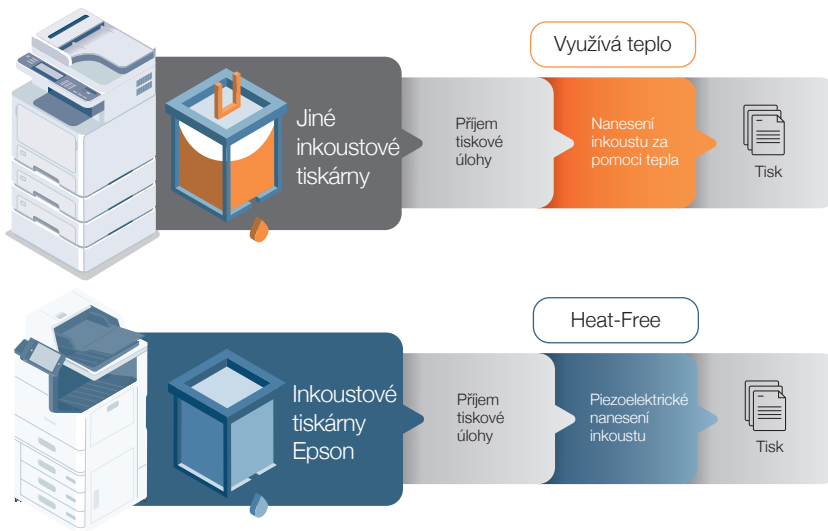 Využívá teplo
Jiné
inkoustové
tiskárny
Příjem
tiskové
úlohy
Nanesení
inkoustu za
pomoci tepla
Tisk
Heat-Free
Inkoustové
tiskárny
Epson
Příjem
tiskové
úlohy
Piezoelektrické
nanesení
inkoustu
Tisk